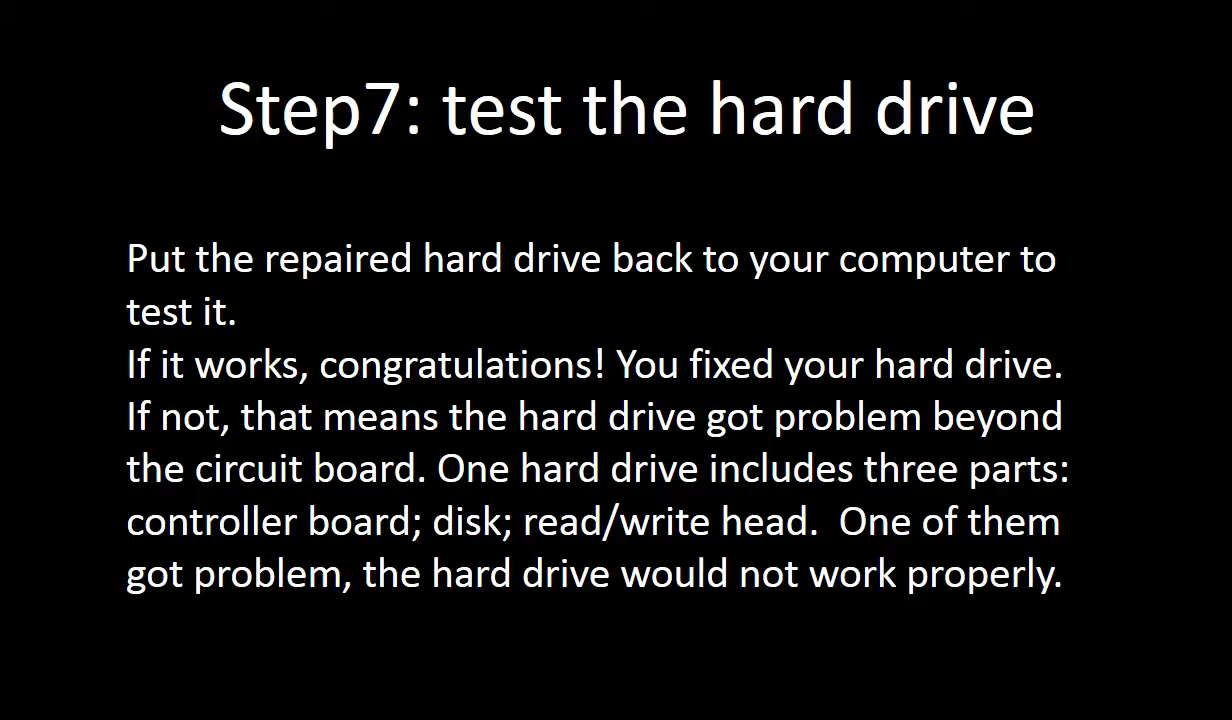 Step7: test the hard drive
Put the repaired hard drive back to your computer to
test it.
If it works, congratulations! You fixed your hard drive.
If not, that means the hard drive got problem beyond
the circuit board. One hard drive includes three parts:
controller board; disk; read/write head.  One of them
got problem, the hard drive would not work properly.